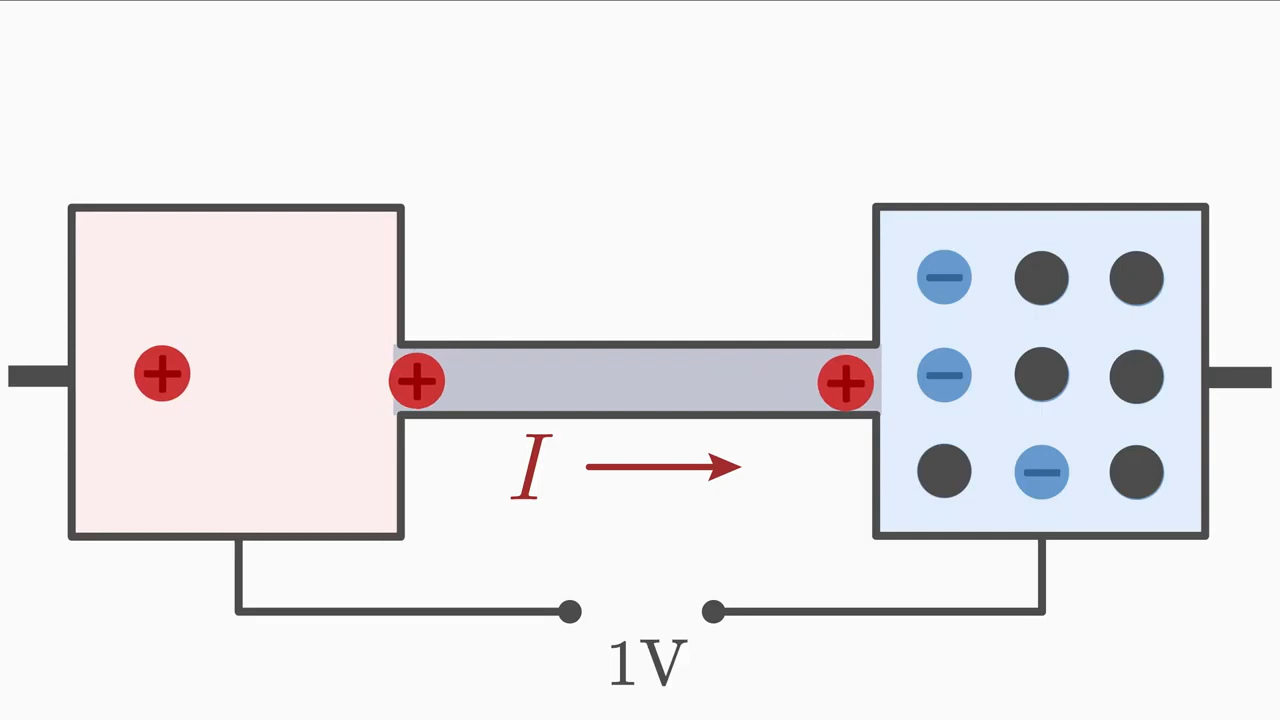 + + +
− − −
I
1V